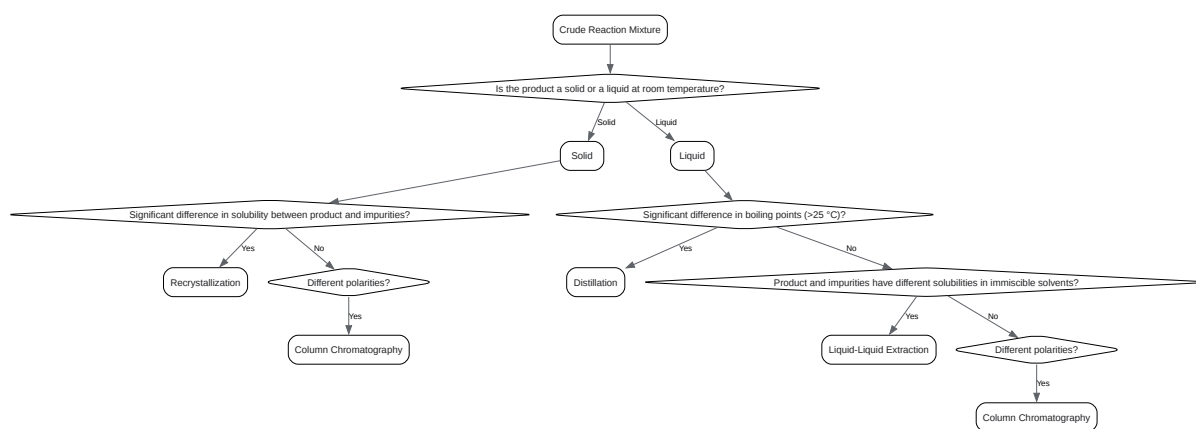 Crude Reaction Mixture
Is the product a solid or a liquid at room temperature?
Solid
Liquid
Solid
Liquid
Significant difference in solubility between product and impurities?
Significant difference in boiling points (>25 °C)?
Yes
No
Yes
No
Recrystallization
Different polarities?
Distillation
Product and impurities have different solubilities in immiscible solvents?
Yes
Yes
No
Column Chromatography
Liquid-Liquid Extraction
Different polarities?
Yes
Column Chromatography